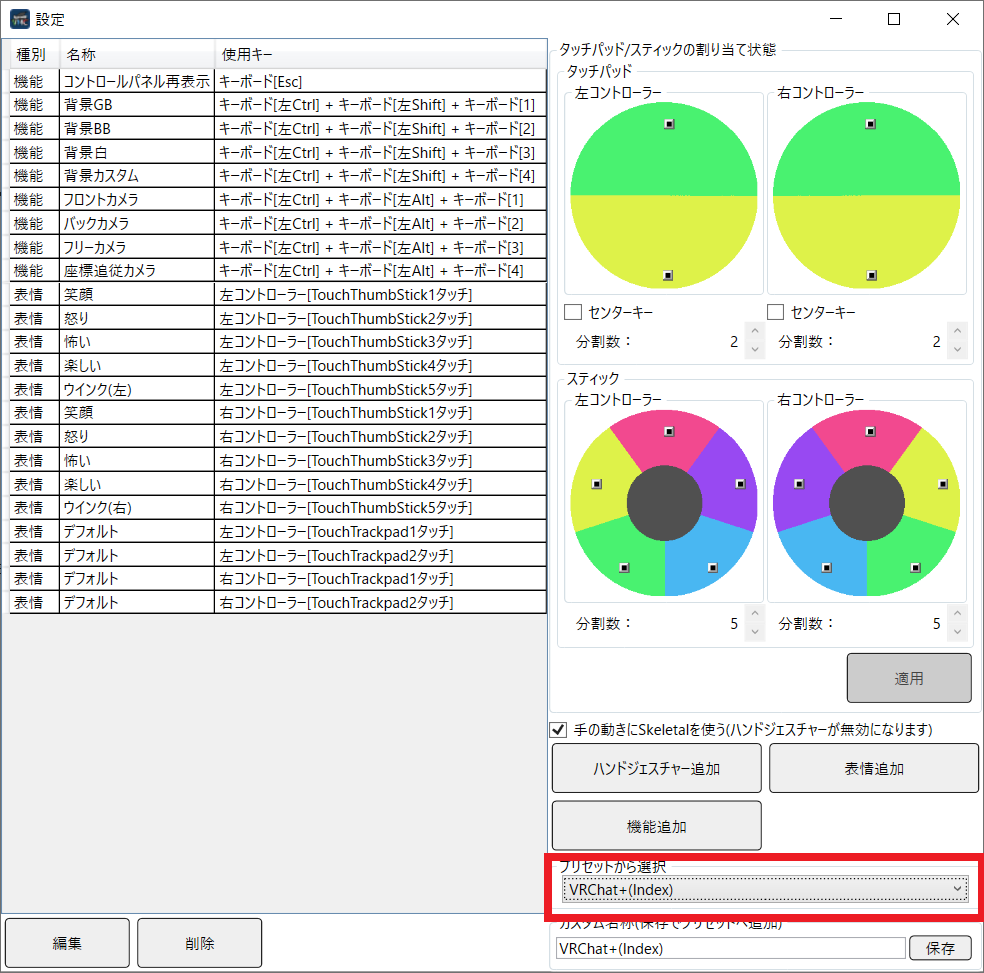 設定
種別 名称 使用キー
機能 コントロールパネル再表示 キーボード[Esc]
機能 背景GB キーボード[左Ctrl] + キーボード[左Shift] + キーボード[1]
機能 背景BB キーボード[左Ctrl] + キーボード[左Shift] + キーボード[2]
機能 背景白 キーボード[左Ctrl] + キーボード[左Shift] + キーボード[3]
機能 背景カスタム キーボード[左Ctrl] + キーボード[左Shift] + キーボード[4]
機能 フロントカメラ キーボード[左Ctrl] + キーボード[左Alt] + キーボード[1]
機能 バックカメラ キーボード[左Ctrl] + キーボード[左Alt] + キーボード[2]
機能 フリーカメラ キーボード[左Ctrl] + キーボード[左Alt] + キーボード[3]
機能 座標追従カメラ キーボード[左Ctrl] + キーボード[左Alt] + キーボード[4]
表情 笑顔 左コントローラー[TouchThumbStick1タッチ]
表情 怒り 左コントローラー[TouchThumbStick2タッチ]
表情 怖い 左コントローラー[TouchThumbStick3タッチ]
表情 楽しい 左コントローラー[TouchThumbStick4タッチ]
表情 ウインク(左) 左コントローラー[TouchThumbStick5タッチ]
表情 笑顔 右コントローラー[TouchThumbStick1タッチ]
表情 怒り 右コントローラー[TouchThumbStick2タッチ]
表情 怖い 右コントローラー[TouchThumbStick3タッチ]
表情 楽しい 右コントローラー[TouchThumbStick4タッチ]
表情 ウインク(右) 右コントローラー[TouchThumbStick5タッチ]
表情 デフォルト 左コントローラー[TouchTrackpad1タッチ]
表情 デフォルト 左コントローラー[TouchTrackpad2タッチ]
表情 デフォルト 右コントローラー[TouchTrackpad1タッチ]
表情 デフォルト 右コントローラー[TouchTrackpad2タッチ]
編集 削除
タッチパッド/スティックの割り当て状態
タッチパッド
左コントローラー 右コントローラー
センターキー センターキー
分割数： 2 分割数： 2
スティック
左コントローラー 右コントローラー
分割数： 5 分割数： 5
適用
手の動きにSkeletalを使う(ハンドジェスチャーが無効になります)
ハンドジェスチャー追加 表情追加
機能追加
プリセットから選択
VRChat+(Index)
カスタム名称(保存でプリセットへ追加)
VRChat+(Index) 保存